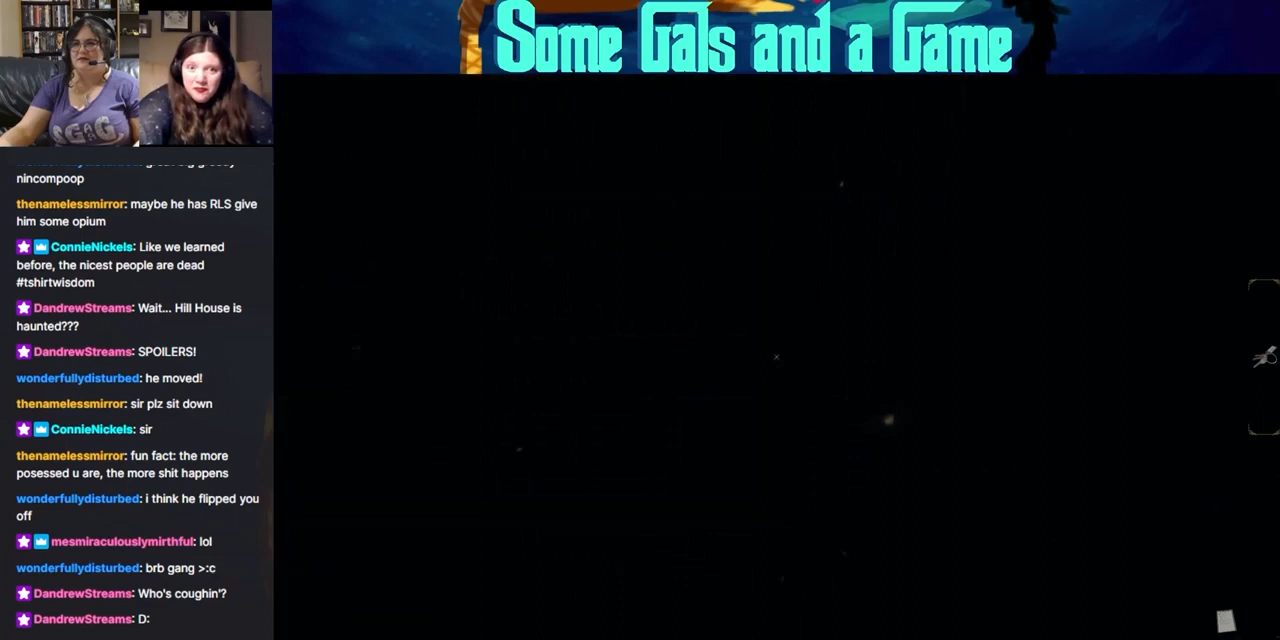 Some Gals and a Game
SGAG
nincompoop
thenamelessmirror: maybe he has RLS give
him some opium
ConnieNickels: Like we learned
before, the nicest people are dead
#tshirtwisdom
DandrewStreams: Wait... Hill House is
haunted???
DandrewStreams: SPOILERS!
wonderfullydisturbed: he moved!
thenamelessmirror: sir plz sit down
ConnieNickels: sir
thenamelessmirror: fun fact: the more
posessed u are, the more shit happens
wonderfullydisturbed: i think he flipped you
off
mesmiraculouslymirthful: lol
wonderfullydisturbed: brb gang >:c
DandrewStreams: Who's coughin'?
DandrewStreams: D: